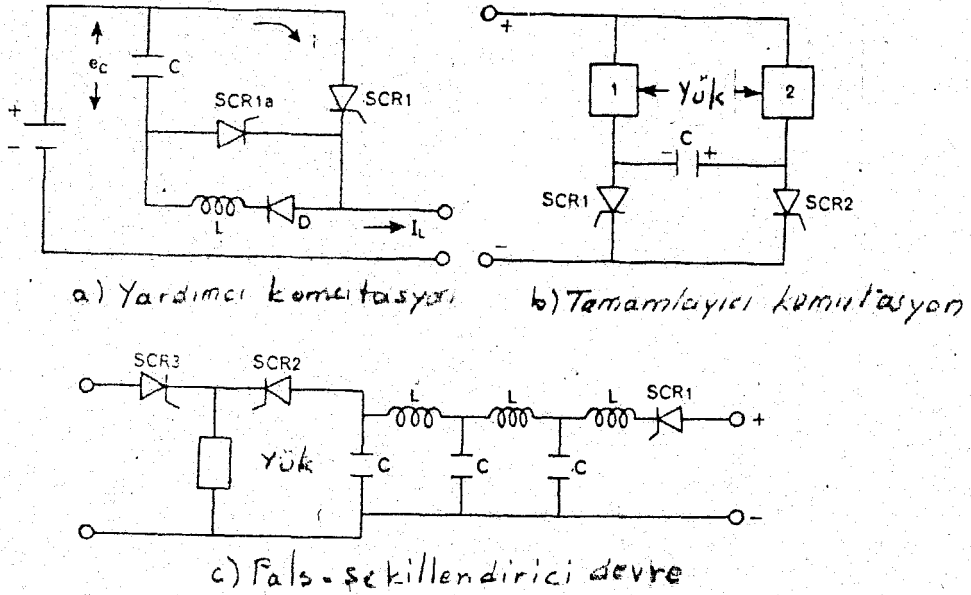 +
-
e_C
C
i
SCR1
SCR1a
L
D
I_L
a) Yardımcı komutasyon
+
1
Yük
2
C
-
+
SCR1
SCR2
-
b) Tamamlayıcı komutasyon
SCR3
SCR2
L
L
L
SCR1
+
Yük
C
C
C
-
c) Pals-şekillendirici devre